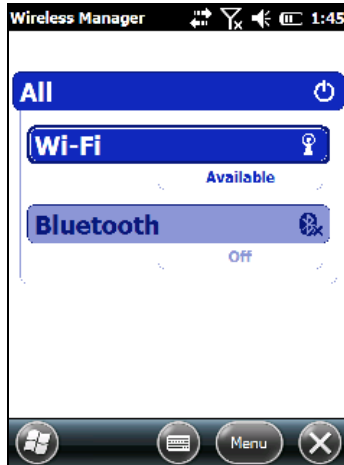 Wireless Manager 1:45
All
Wi-Fi
Available
Bluetooth
Off
Menu